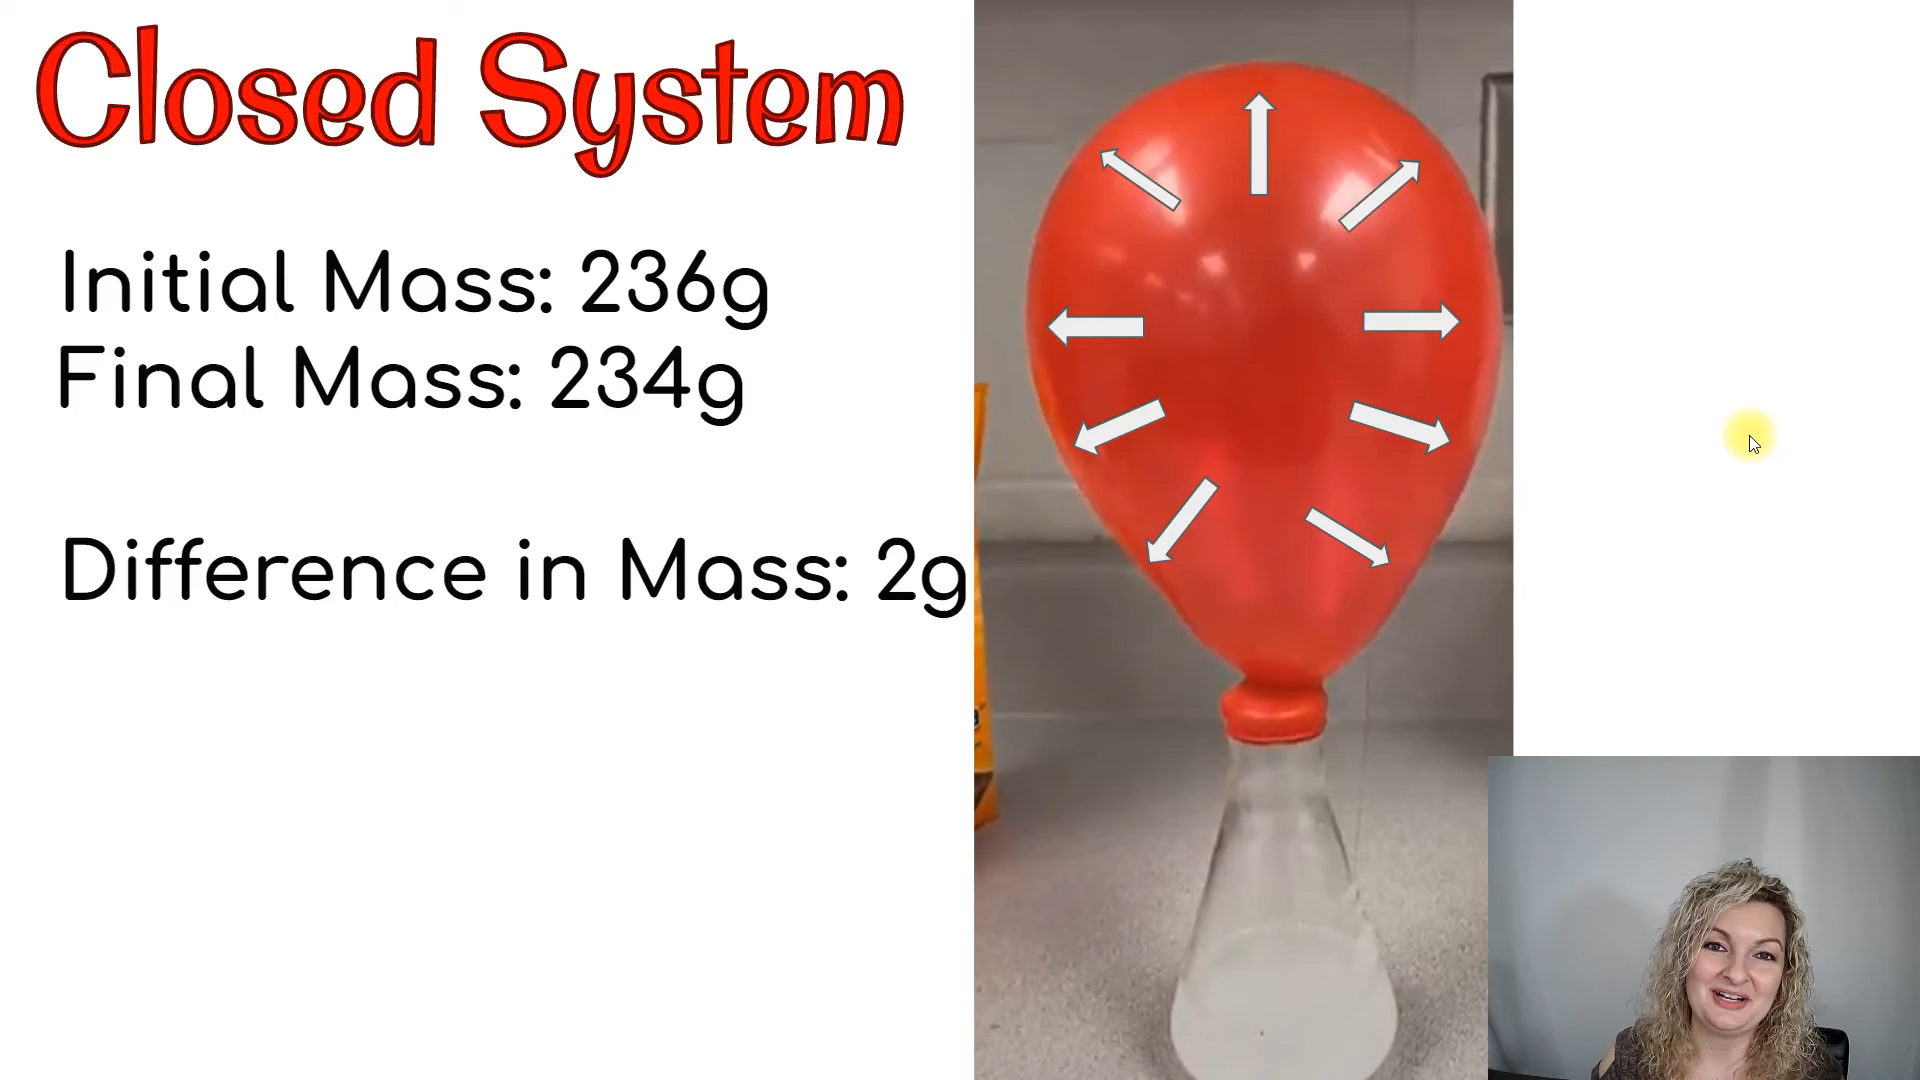 Closed System
Initial Mass: 236g
Final Mass: 234g
Difference in Mass: 2g